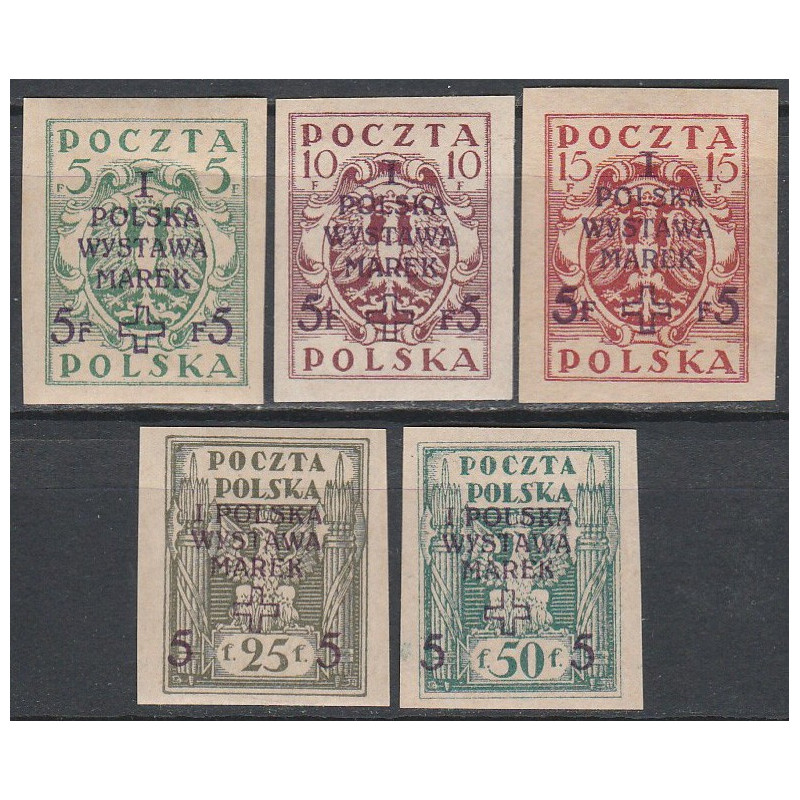 POCZTA
5 5
F F
I
POLSKA
WYSTAWA
MAREK
5F F5
POLSKA
POCZTA
10 10
F F
I
POLSKA
WYSTAWA
MAREK
5F F5
POLSKA
POCZTA
15 15
F F
I
POLSKA
WYSTAWA
MAREK
5F F5
POLSKA
POCZTA
POLSKA
I POLSKA
WYSTAWA
MAREK
5 5
f. 25 f.
POCZTA
POLSKA
I POLSKA
WYSTAWA
MAREK
5 5
f. 50 f.